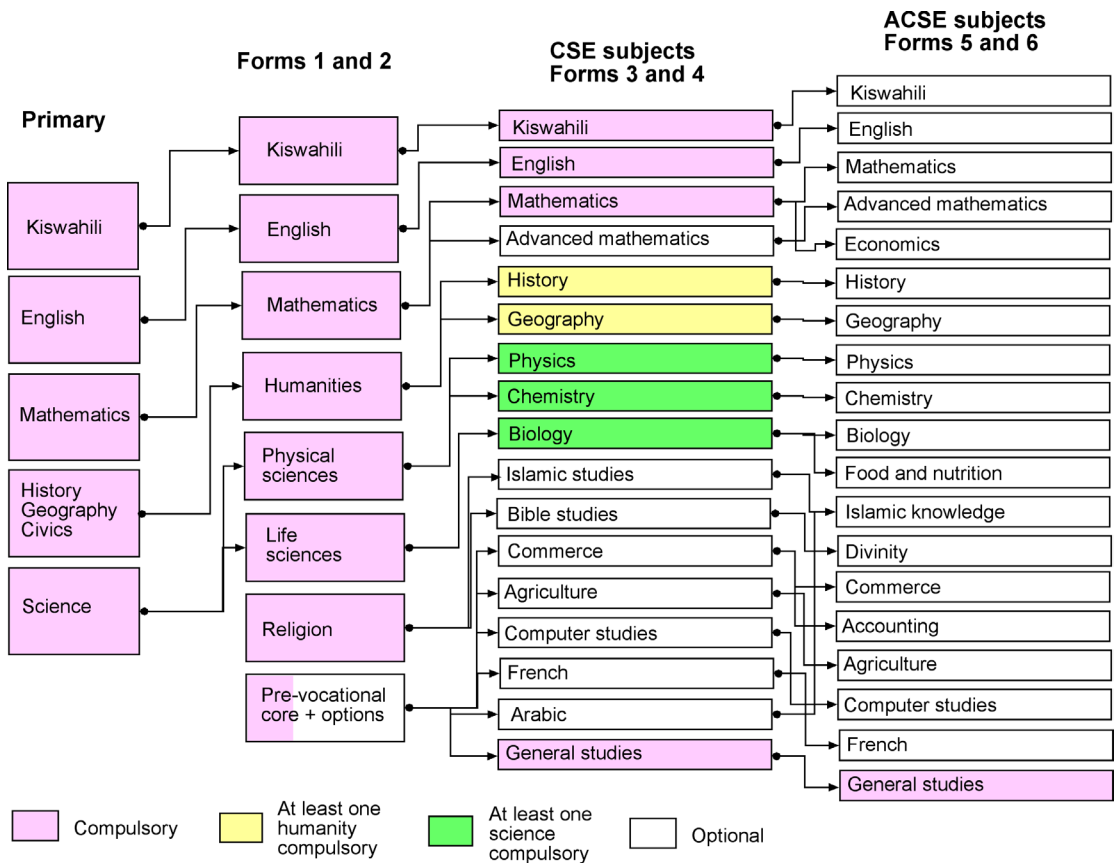 Primary
Kiswahili
English
Mathematics
History
Geography
Civics
Science
Forms 1 and 2
Kiswahili
English
Mathematics
Humanities
Physical
sciences
Life
sciences
Religion
Pre-vocational
core + options
CSE subjects
Forms 3 and 4
Kiswahili
English
Mathematics
Advanced mathematics
History
Geography
Physics
Chemistry
Biology
Islamic studies
Bible studies
Commerce
Agriculture
Computer studies
French
Arabic
General studies
ACSE subjects
Forms 5 and 6
Kiswahili
English
Mathematics
Advanced mathematics
Economics
History
Geography
Physics
Chemistry
Biology
Food and nutrition
Islamic knowledge
Divinity
Commerce
Accounting
Agriculture
Computer studies
French
General studies
Compulsory
At least one
humanity
compulsory
At least one
science
compulsory
Optional